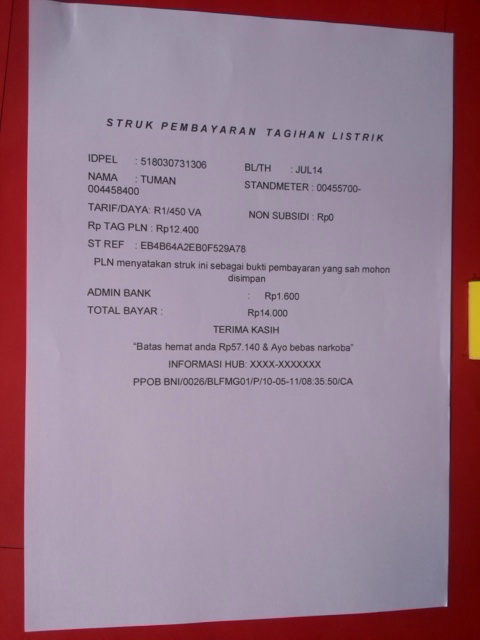 STRUK PEMBAYARAN TAGIHAN LISTRIK
IDPEL : 518030731306 BL/TH : JUL14
NAMA : TUMAN STANDMETER : 00455700-
004458400
TARIF/DAYA: R1/450 VA NON SUBSIDI : Rp0
Rp TAG PLN : Rp12.400
ST REF : EB4B64A2EB0F529A78
PLN menyatakan struk ini sebagai bukti pembayaran yang sah mohon
disimpan
ADMIN BANK : Rp1.600
TOTAL BAYAR : Rp14.000
TERIMA KASIH
“Batas hemat anda Rp57.140 & Ayo bebas narkoba”
INFORMASI HUB: XXXX-XXXXXXX
PPOB BNI/0026/BLFMG01/P/10-05-11/08:35:50/CA